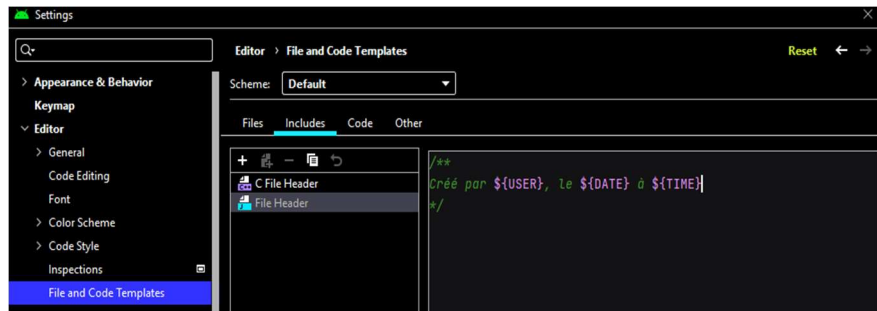 Settings
Editor > File and Code Templates
Reset
Scheme: Default
> Appearance & Behavior
Keymap
Editor
> General
Code Editing
Font
> Color Scheme
> Code Style
Inspections
File and Code Templates
Files Includes Code Other
C File Header
File Header
/**
Créé par ${USER}, le ${DATE} à ${TIME}
*/